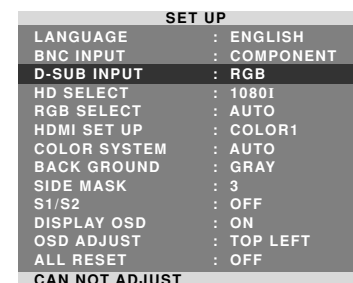 SET UP
LANGUAGE : ENGLISH
BNC INPUT : COMPONENT
D-SUB INPUT : RGB
HD SELECT : 1080I
RGB SELECT : AUTO
HDMI SET UP : COLOR1
COLOR SYSTEM : AUTO
BACK GROUND : GRAY
SIDE MASK : 3
S1/S2 : OFF
DISPLAY OSD : ON
OSD ADJUST : TOP LEFT
ALL RESET : OFF
CAN NOT ADJUST